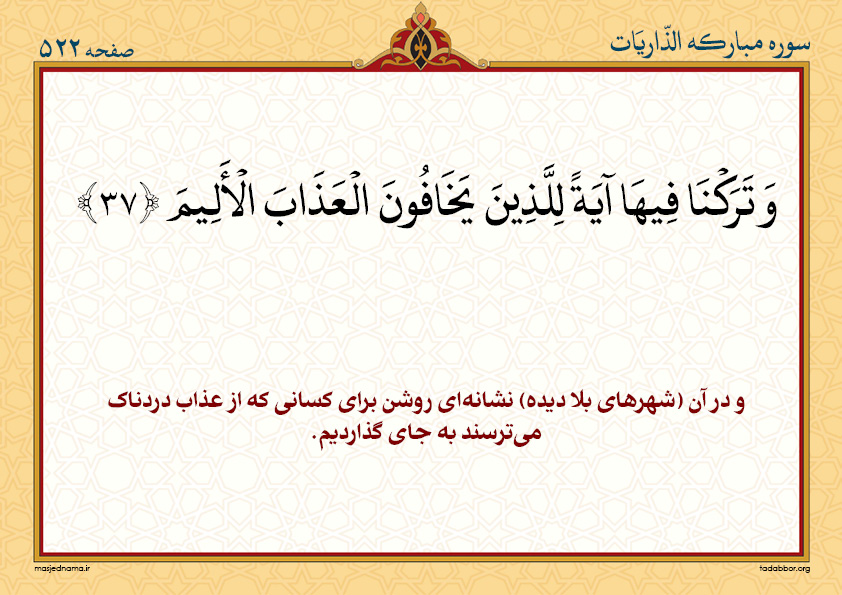 سوره مبارکه الذّاریَات
صفحه ۵۲۲
وَ تَرَكْنَا فِيهَا آيَةً لِلَّذِينَ يَخَافُونَ الْعَذَابَ الْأَلِيمَ ﴿۳۷﴾
و در آن (شهرهای بلا دیده) نشانه‌ای روشن برای کسانی که از عذاب دردناک
می‌ترسند به جای گذاردیم.
masjednama.ir
tadabbor.org